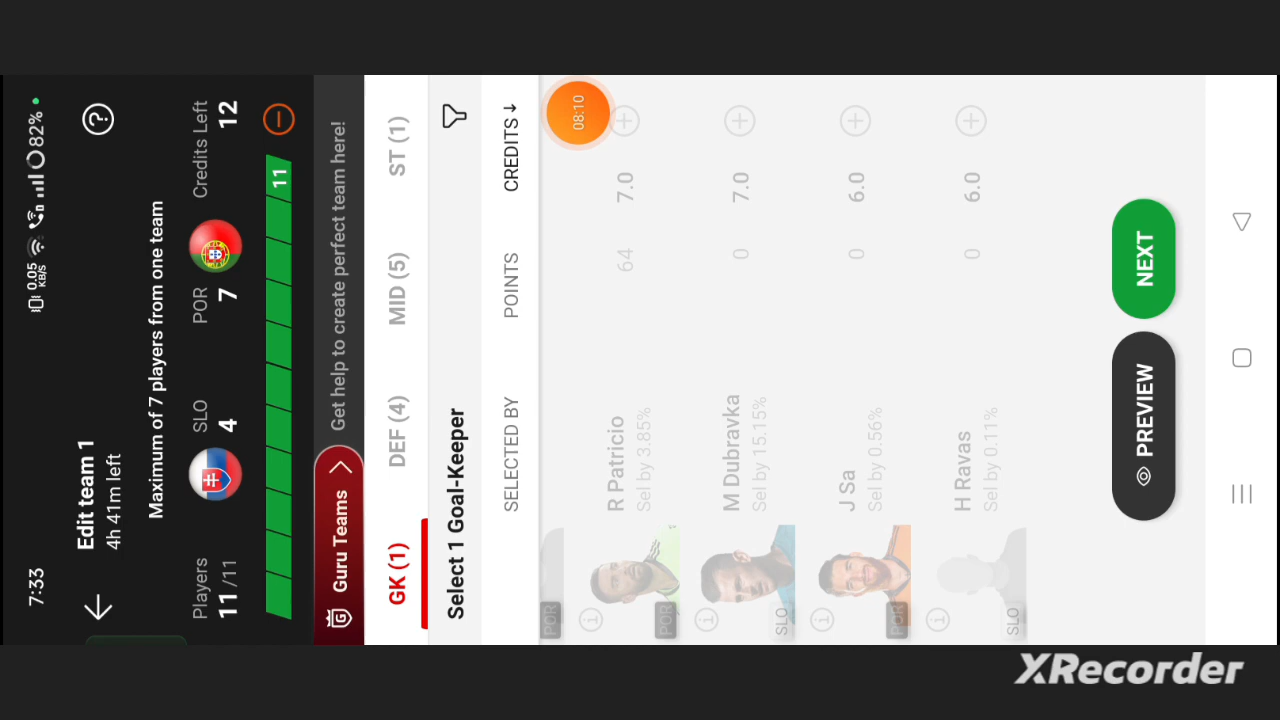 7:33
0.05
KB/S
82%
Edit team 1
4h 41m left
Maximum of 7 players from one team
Players
11/11
SLO
4
POR
7
Credits Left
12
11
Guru Teams
Get help to create perfect team here!
GK (1)
DEF (4)
MID (5)
ST (1)
Select 1 Goal-Keeper
SELECTED BY
POINTS
CREDITS
08:10
POR
R Patricio
Sel by 3.85%
64
7.0
POR
M Dubravka
Sel by 15.15%
0
7.0
SLO
J Sa
Sel by 0.56%
0
6.0
POR
H Ravas
Sel by 0.11%
0
6.0
SLO
PREVIEW
NEXT
XRecorder